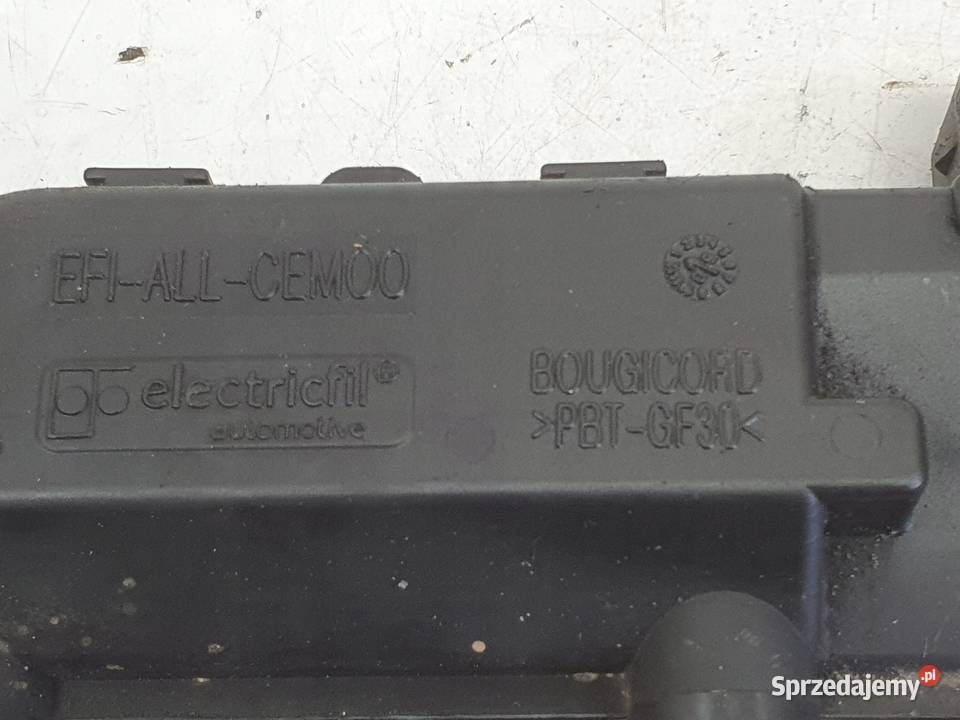 EFI-ALL-CEM00
electricfil®
automotive
BOUGICORD
>PBT-GF30<
Sprzedajemy.pl